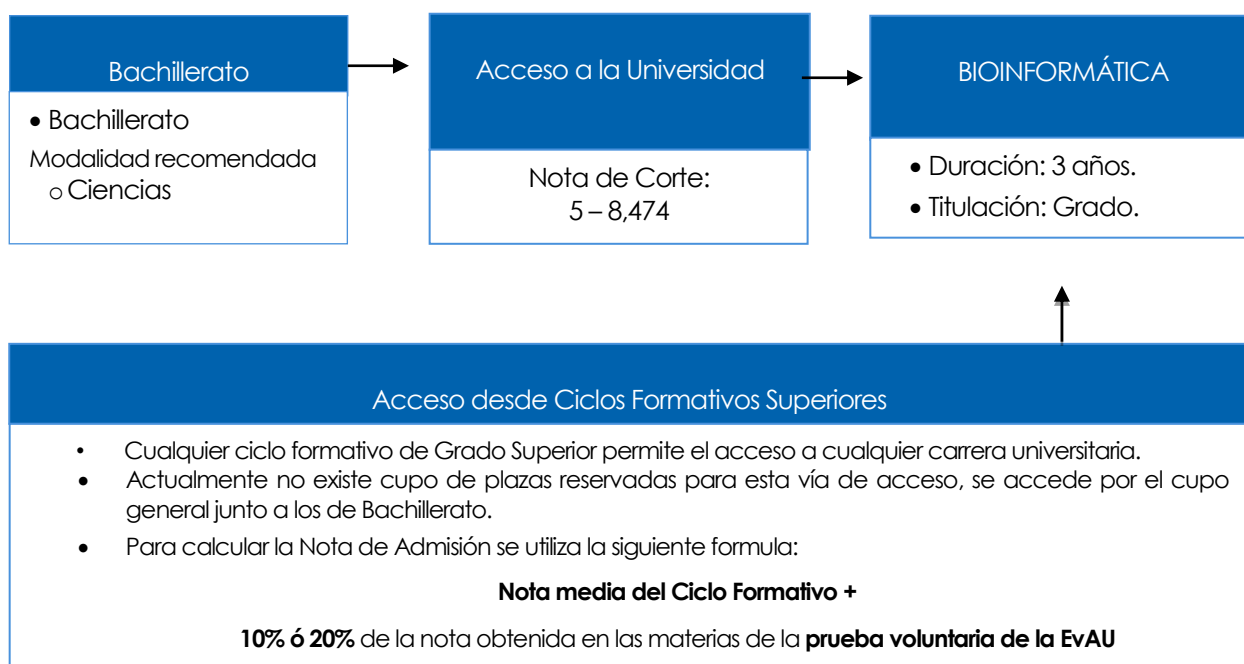 Bachillerato
• Bachillerato
Modalidad recomendada
o Ciencias
Acceso a la Universidad
Nota de Corte:
5 – 8,474
BIOINFORMÁTICA
• Duración: 3 años.
• Titulación: Grado.
Acceso desde Ciclos Formativos Superiores
• Cualquier ciclo formativo de Grado Superior permite el acceso a cualquier carrera universitaria.
• Actualmente no existe cupo de plazas reservadas para esta vía de acceso, se accede por el cupo
general junto a los de Bachillerato.
• Para calcular la Nota de Admisión se utiliza la siguiente formula:
Nota media del Ciclo Formativo +
10% ó 20% de la nota obtenida en las materias de la prueba voluntaria de la EvAU